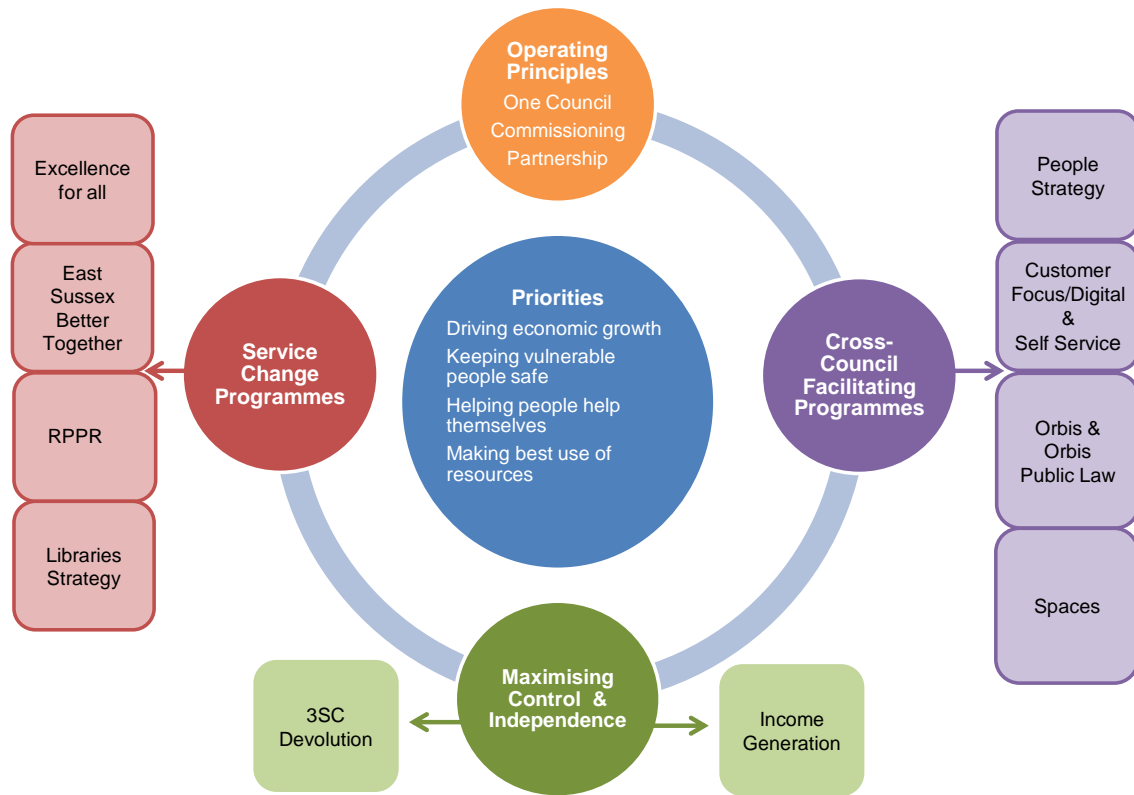 Operating
Principles
One Council
Commissioning
Partnership
Excellence
for all
East
Sussex
Better
Together
RPPR
Libraries
Strategy
Service
Change
Programmes
Priorities
Driving economic growth
Keeping vulnerable
people safe
Helping people help
themselves
Making best use of
resources
Cross-
Council
Facilitating
Programmes
People
Strategy
Customer
Focus/Digital
&
Self Service
Orbis &
Orbis
Public Law
Spaces
Maximising
Control & 
Independence
3SC
Devolution
Income
Generation